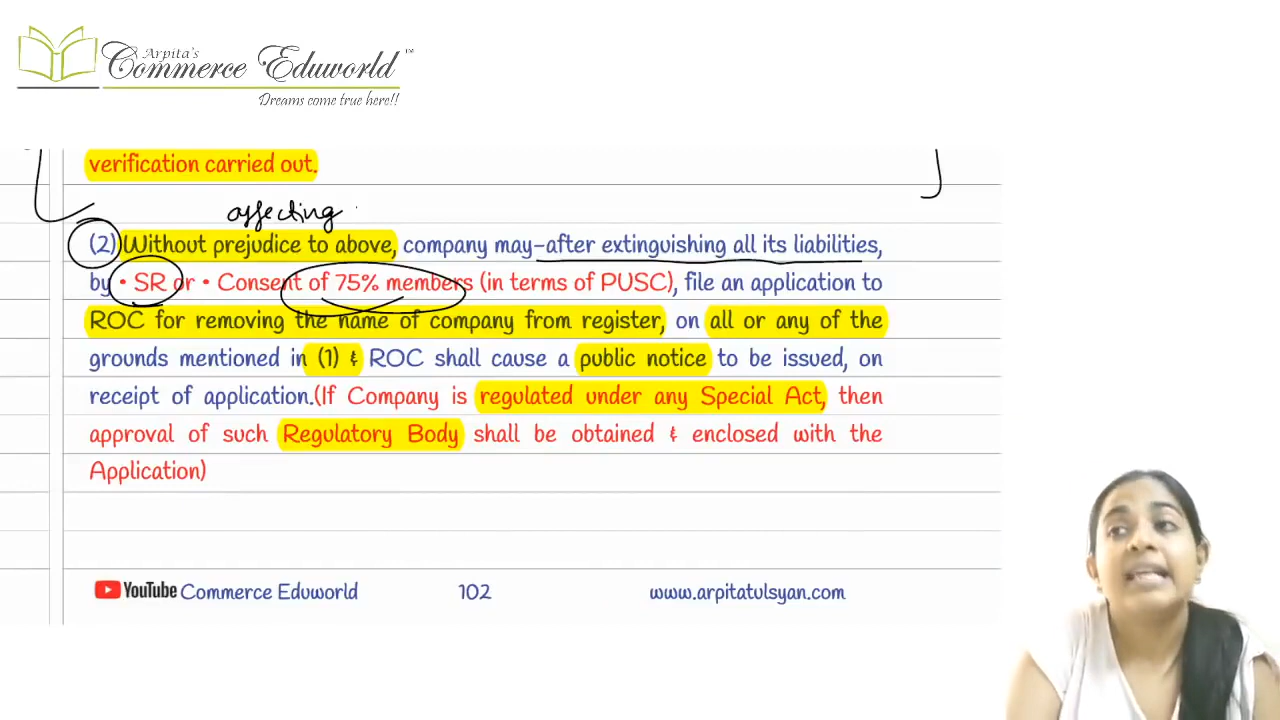 Arpita's
Commerce Eduworld™
Dreams come true here!!
verification carried out.
affecting
(2) Without prejudice to above, company may-after extinguishing all its liabilities,
by • SR or • Consent of 75% members (in terms of PUSC), file an application to
ROC for removing the name of company from register, on all or any of the
grounds mentioned in (1) & ROC shall cause a public notice to be issued, on
receipt of application.(If Company is regulated under any Special Act, then
approval of such Regulatory Body shall be obtained & enclosed with the
Application)
YouTube Commerce Eduworld 102 www.arpitatulsyan.com